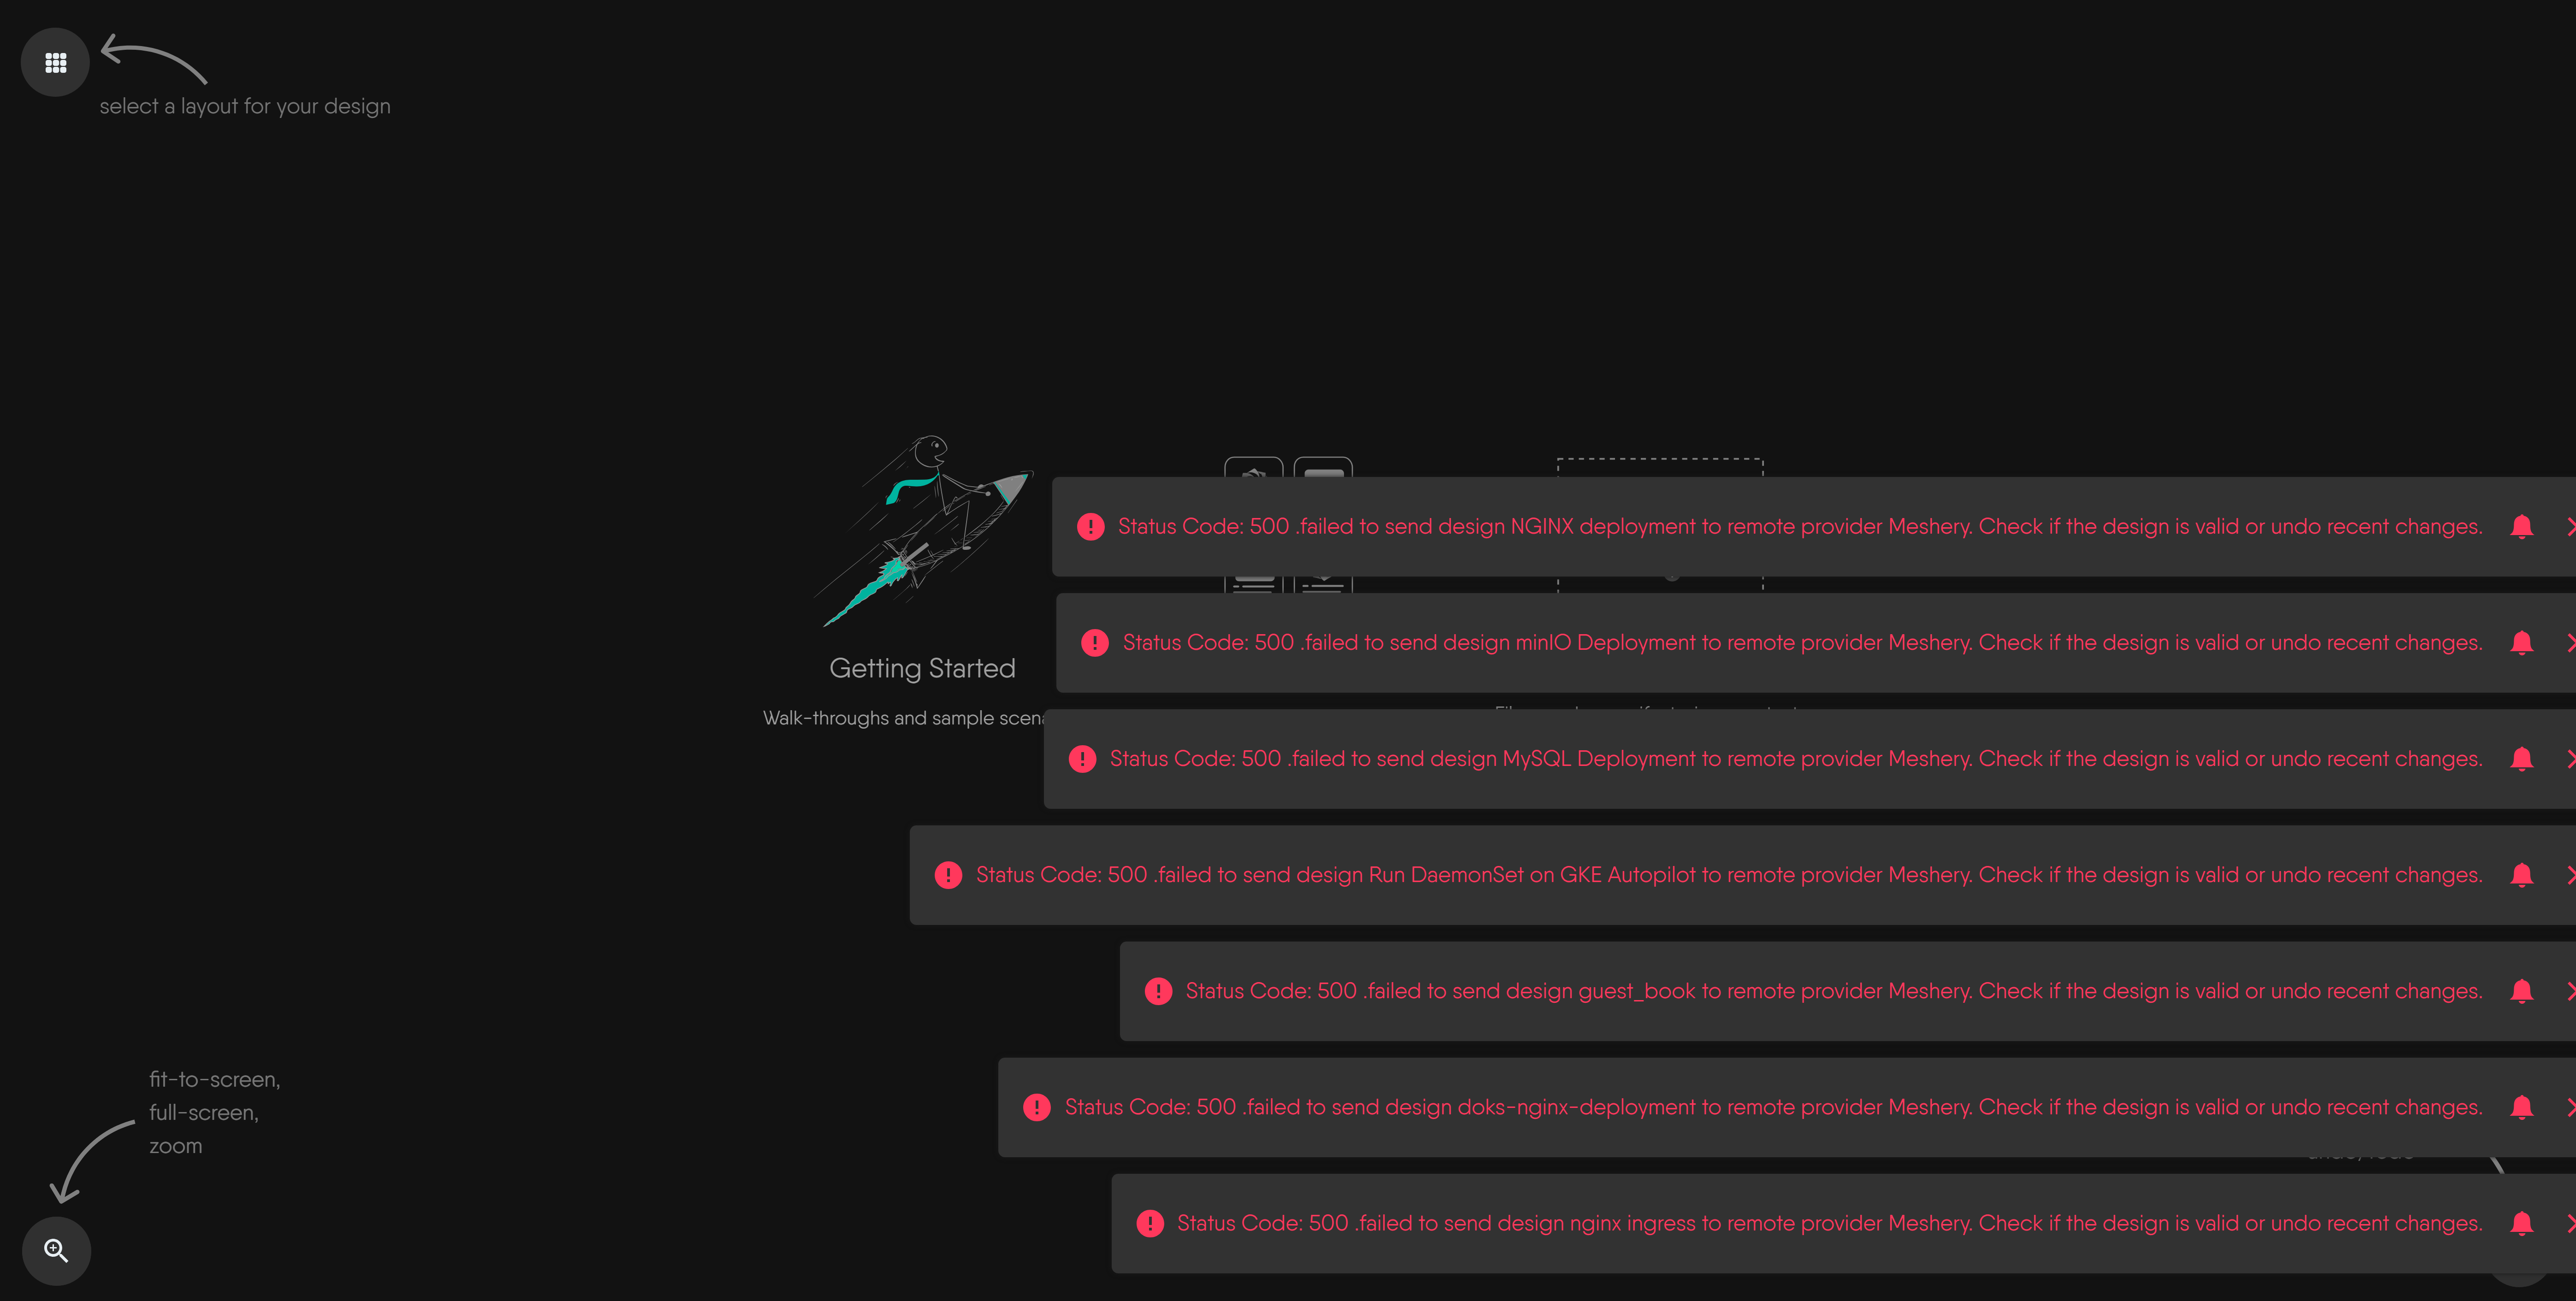 select a layout for your design
Status Code: 500 .failed to send design NGINX deployment to remote provider Meshery. Check if the design is valid or undo recent changes.
Status Code: 500 .failed to send design minIO Deployment to remote provider Meshery. Check if the design is valid or undo recent changes.
Getting Started
Walk-throughs and sample
Status Code: 500 .failed to send design MySQL Deployment to remote provider Meshery. Check if the design is valid or undo recent changes.
Status Code: 500 .failed to send design Run DaemonSet on GKE Autopilot to remote provider Meshery. Check if the design is valid or undo recent changes.
Status Code: 500 .failed to send design guest_book to remote provider Meshery. Check if the design is valid or undo recent changes.
fit-to-screen,
full-screen,
zoom
Status Code: 500 .failed to send design doks-nginx-deployment to remote provider Meshery. Check if the design is valid or undo recent changes.
Status Code: 500 .failed to send design nginx ingress to remote provider Meshery. Check if the design is valid or undo recent changes.